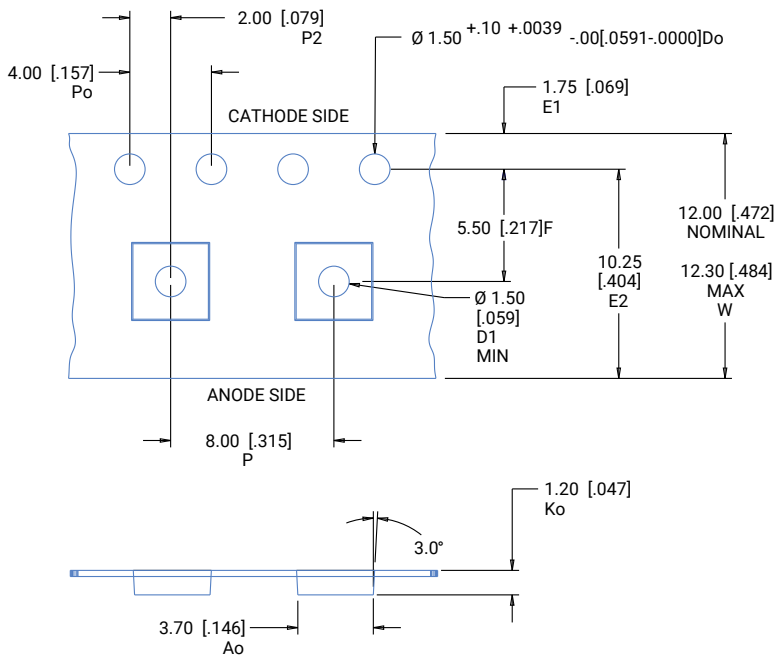 2.00 [.079]
P2
Ø 1.50 +.10 +.0039 -.00[.0591-.0000]Do
4.00 [.157]
Po
1.75 [.069]
E1
CATHODE SIDE
5.50 [.217]F
12.00 [.472]
NOMINAL
12.30 [.484]
MAX
W
10.25
[.404]
E2
Ø 1.50
[.059]
D1
MIN
ANODE SIDE
8.00 [.315]
P
1.20 [.047]
Ko
3.0°
3.70 [.146]
Ao